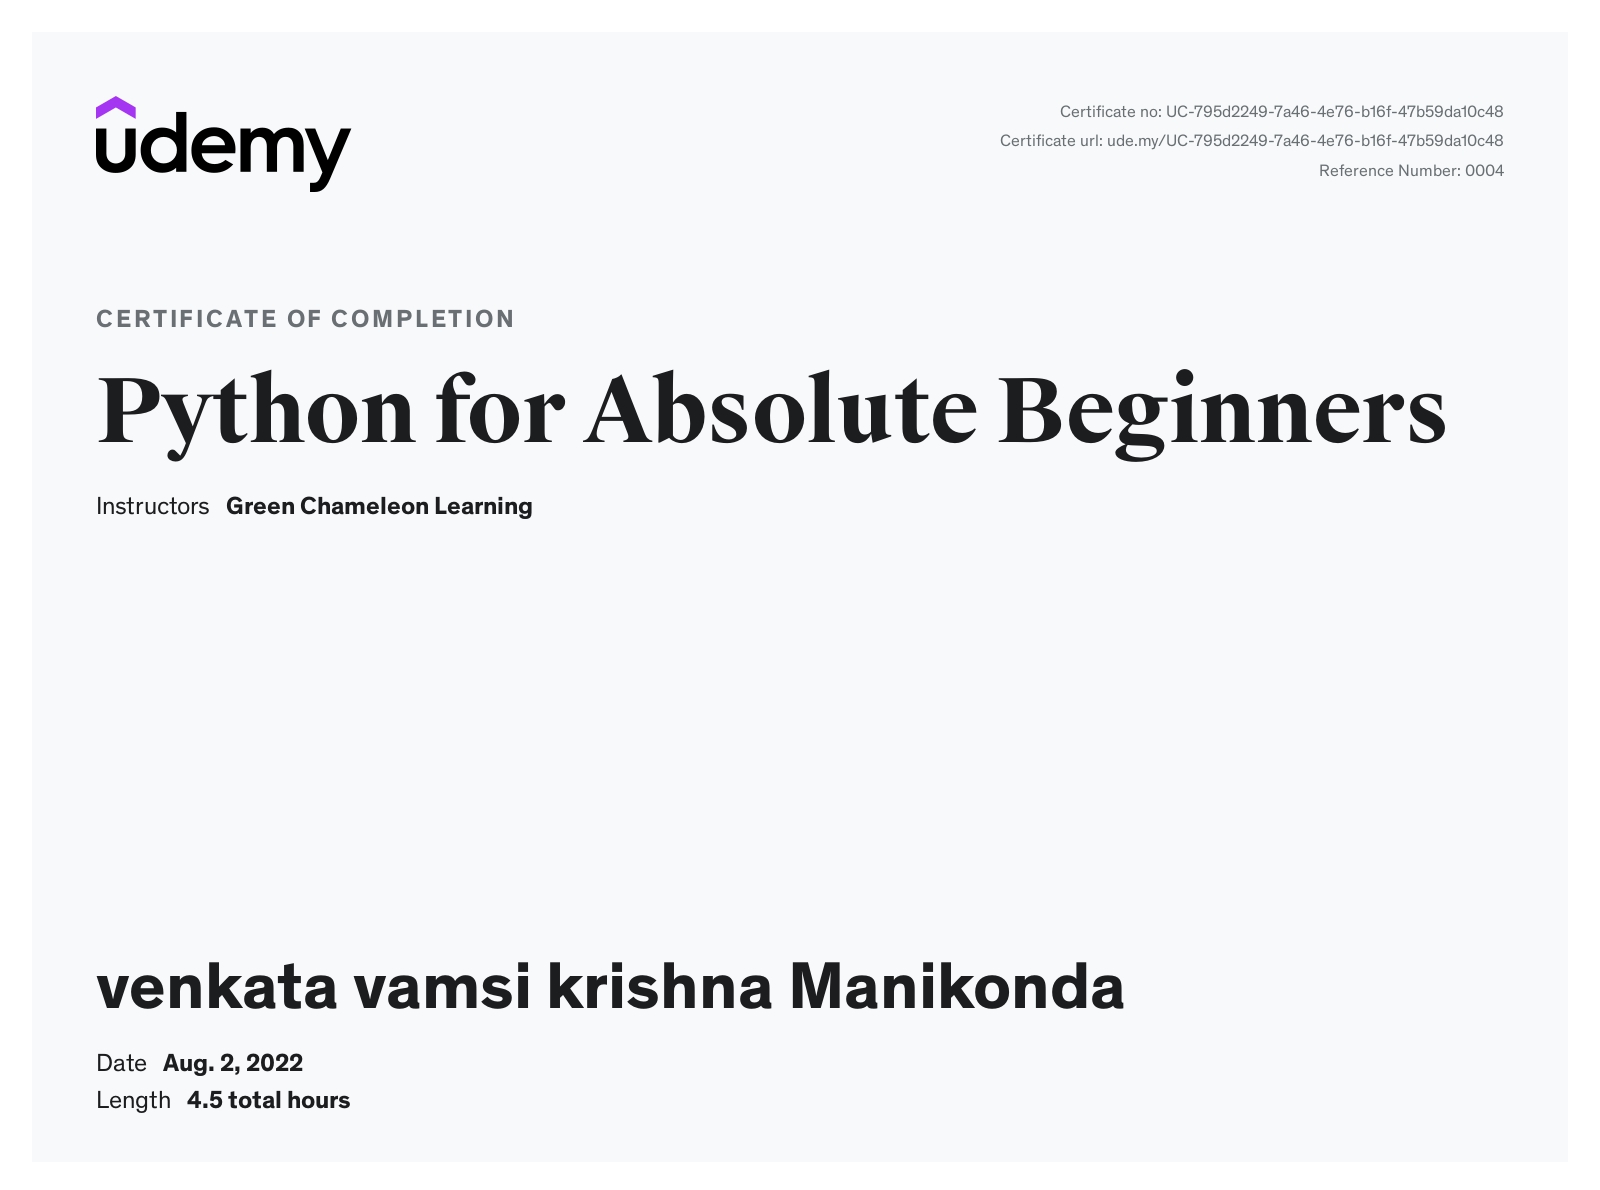 udemy
Certificate no: UC-795d2249-7a46-4e76-b16f-47b59da10c48
Certificate url: ude.my/UC-795d2249-7a46-4e76-b16f-47b59da10c48
Reference Number: 0004
CERTIFICATE OF COMPLETION
Python for Absolute Beginners
Instructors Green Chameleon Learning
venkata vamsi krishna Manikonda
Date Aug. 2, 2022
Length 4.5 total hours